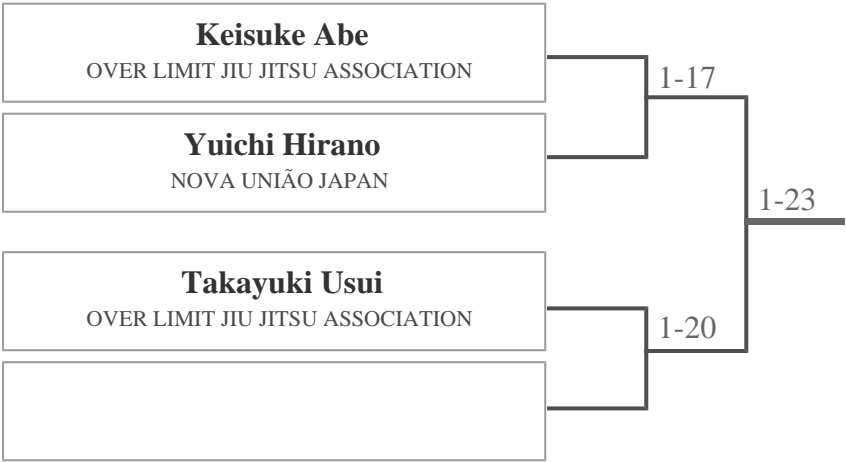 Keisuke Abe
OVER LIMIT JIU JITSU ASSOCIATION
1-17
Yuichi Hirano
NOVA UNIÃO JAPAN
1-23
Takayuki Usui
OVER LIMIT JIU JITSU ASSOCIATION
1-20